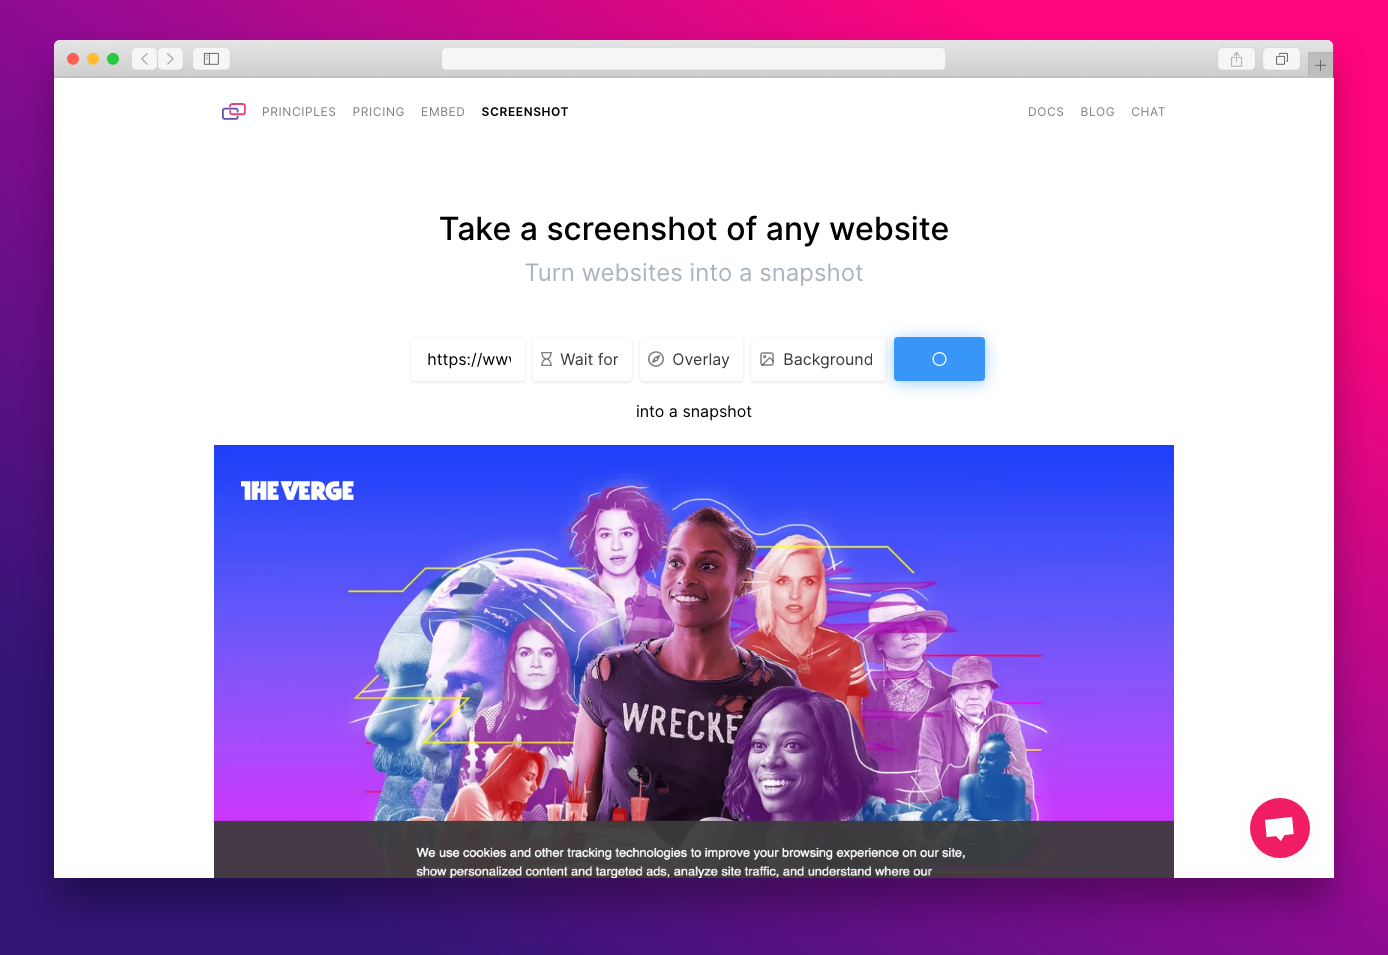 PRINCIPLES PRICING EMBED SCREENSHOT DOCS BLOG CHAT
Take a screenshot of any website
Turn websites into a snapshot
https://www Wait for Overlay Background
into a snapshot
THE VERGE
WRECKE
We use cookies and other tracking technologies to improve your browsing experience on our site,
show personalized content and targeted ads, analyze site traffic, and understand where our